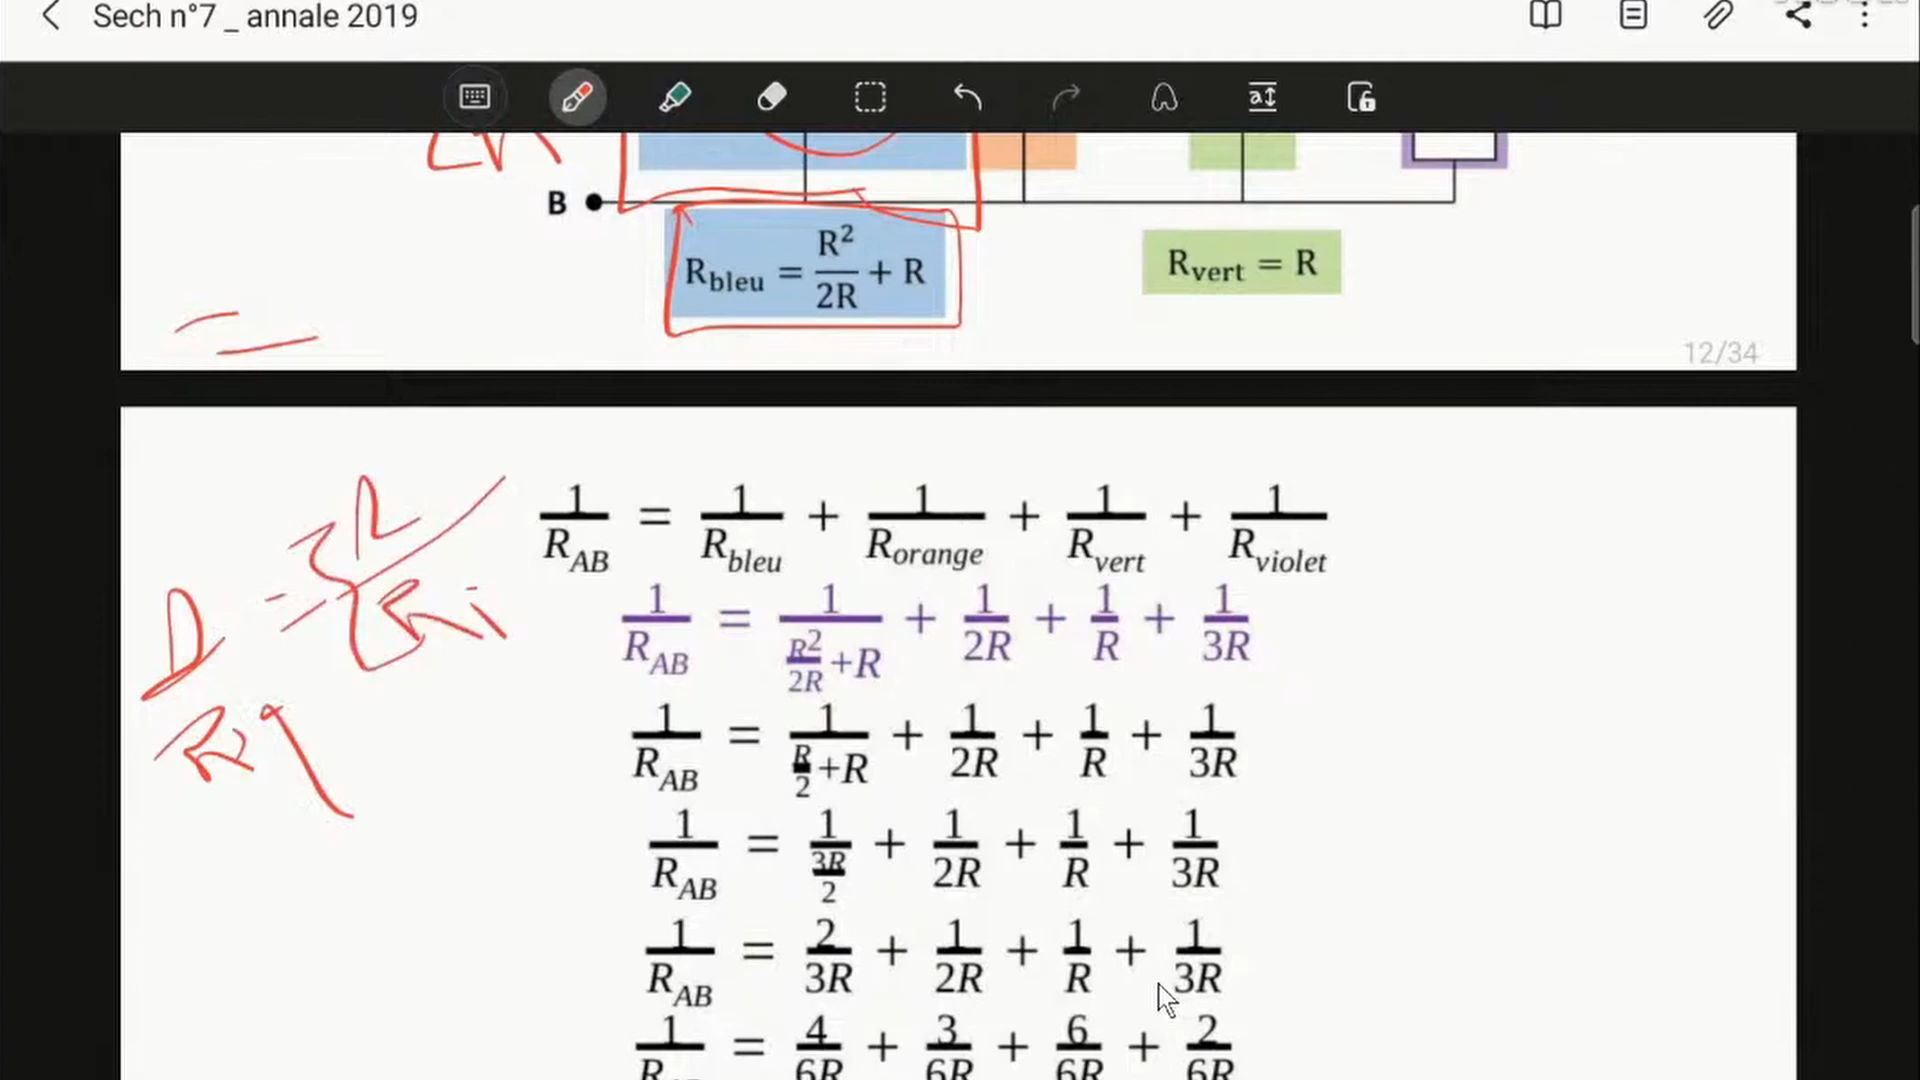 Sech n°7 _ annale 2019
2R
B
R_bleu = R²/2R + R
R_vert = R
12/34
1/R_AB = 1/R_bleu + 1/R_orange + 1/R_vert + 1/R_violet
1/R_AB = 1/(R²/2R +R) + 1/2R + 1/R + 1/3R
1/R_AB = 1/(R/2 +R) + 1/2R + 1/R + 1/3R
1/R_AB = 1/(3R/2) + 1/2R + 1/R + 1/3R
1/R_AB = 2/3R + 1/2R + 1/R + 1/3R
1/R_AB = 4/6R + 3/6R + 6/6R + 2/6R